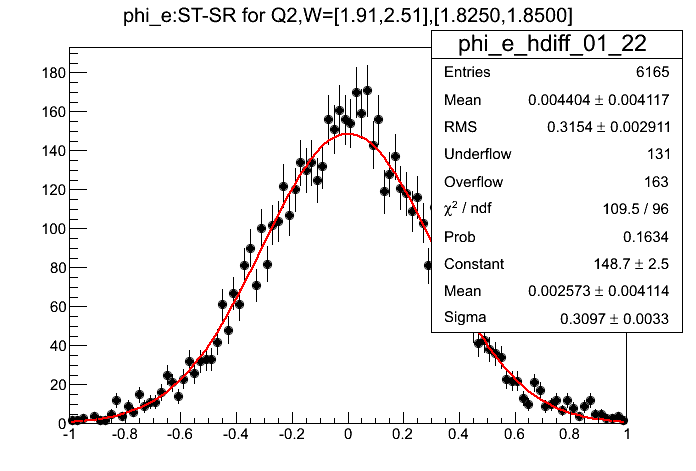 phi_e:ST-SR for Q2,W=[1.91,2.51],[1.8250,1.8500]
phi_e_hdiff_01_22
Entries 6165
Mean 0.004404 ± 0.004117
RMS 0.3154 ± 0.002911
Underflow 131
Overflow 163
χ² / ndf 109.5 / 96
Prob 0.1634
Constant 148.7 ± 2.5
Mean 0.002573 ± 0.004114
Sigma 0.3097 ± 0.0033
180
160
140
120
100
80
60
40
20
0
-1 -0.8 -0.6 -0.4 -0.2 0 0.2 0.4 0.6 0.8 1